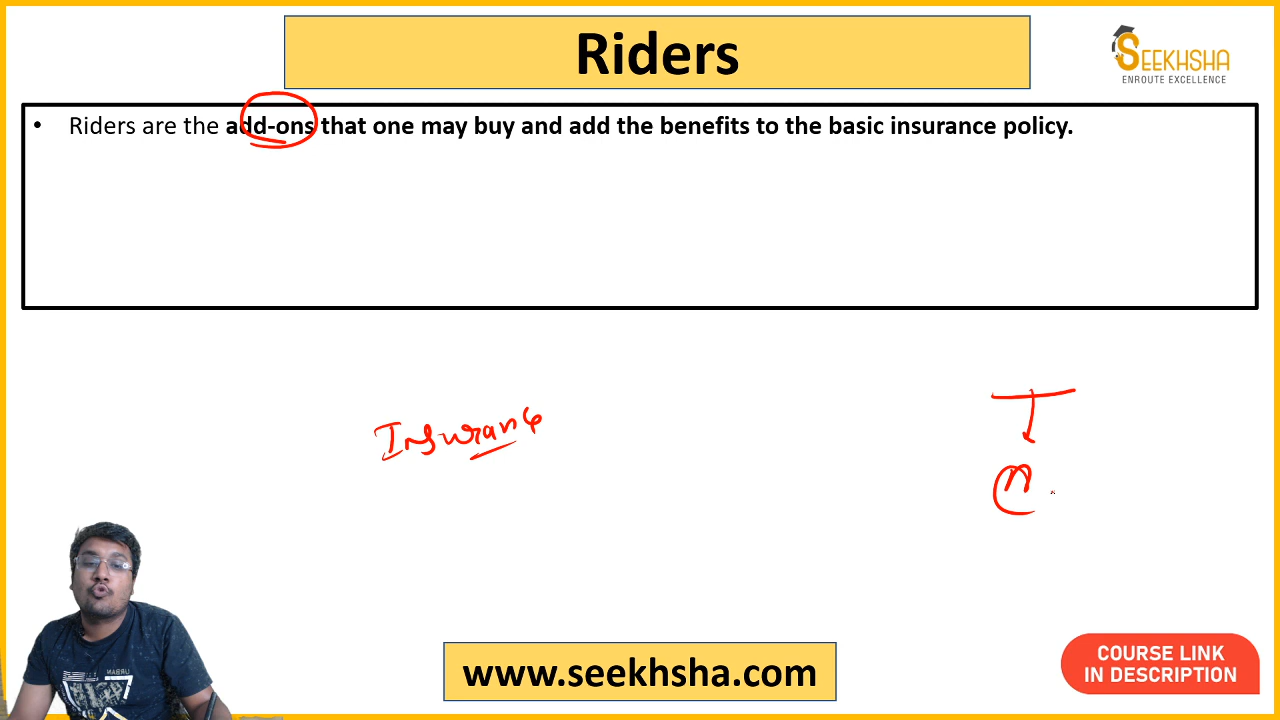 Riders
SEEKHSHA
ENROUTE EXCELLENCE
• Riders are the add-ons that one may buy and add the benefits to the basic insurance policy.
Insurance
T
www.seekhsha.com
COURSE LINK
IN DESCRIPTION